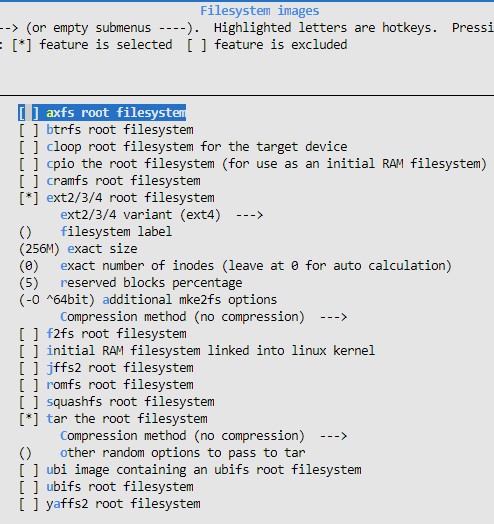 Filesystem images
--> (or empty submenus ----).  Highlighted letters are hotkeys.  Pressi
: [*] feature is selected  [ ] feature is excluded
[ ] axfs root filesystem
[ ] btrfs root filesystem
[ ] cloop root filesystem for the target device
[ ] cpio the root filesystem (for use as an initial RAM filesystem)
[ ] cramfs root filesystem
[*] ext2/3/4 root filesystem
ext2/3/4 variant (ext4)  --->
()    filesystem label
(256M) exact size
(0)   exact number of inodes (leave at 0 for auto calculation)
(5)   reserved blocks percentage
(-O ^64bit) additional mke2fs options
Compression method (no compression)  --->
[ ] f2fs root filesystem
[ ] initial RAM filesystem linked into linux kernel
[ ] jffs2 root filesystem
[ ] romfs root filesystem
[ ] squashfs root filesystem
[*] tar the root filesystem
Compression method (no compression)  --->
()    other random options to pass to tar
[ ] ubi image containing an ubifs root filesystem
[ ] ubifs root filesystem
[ ] yaffs2 root filesystem